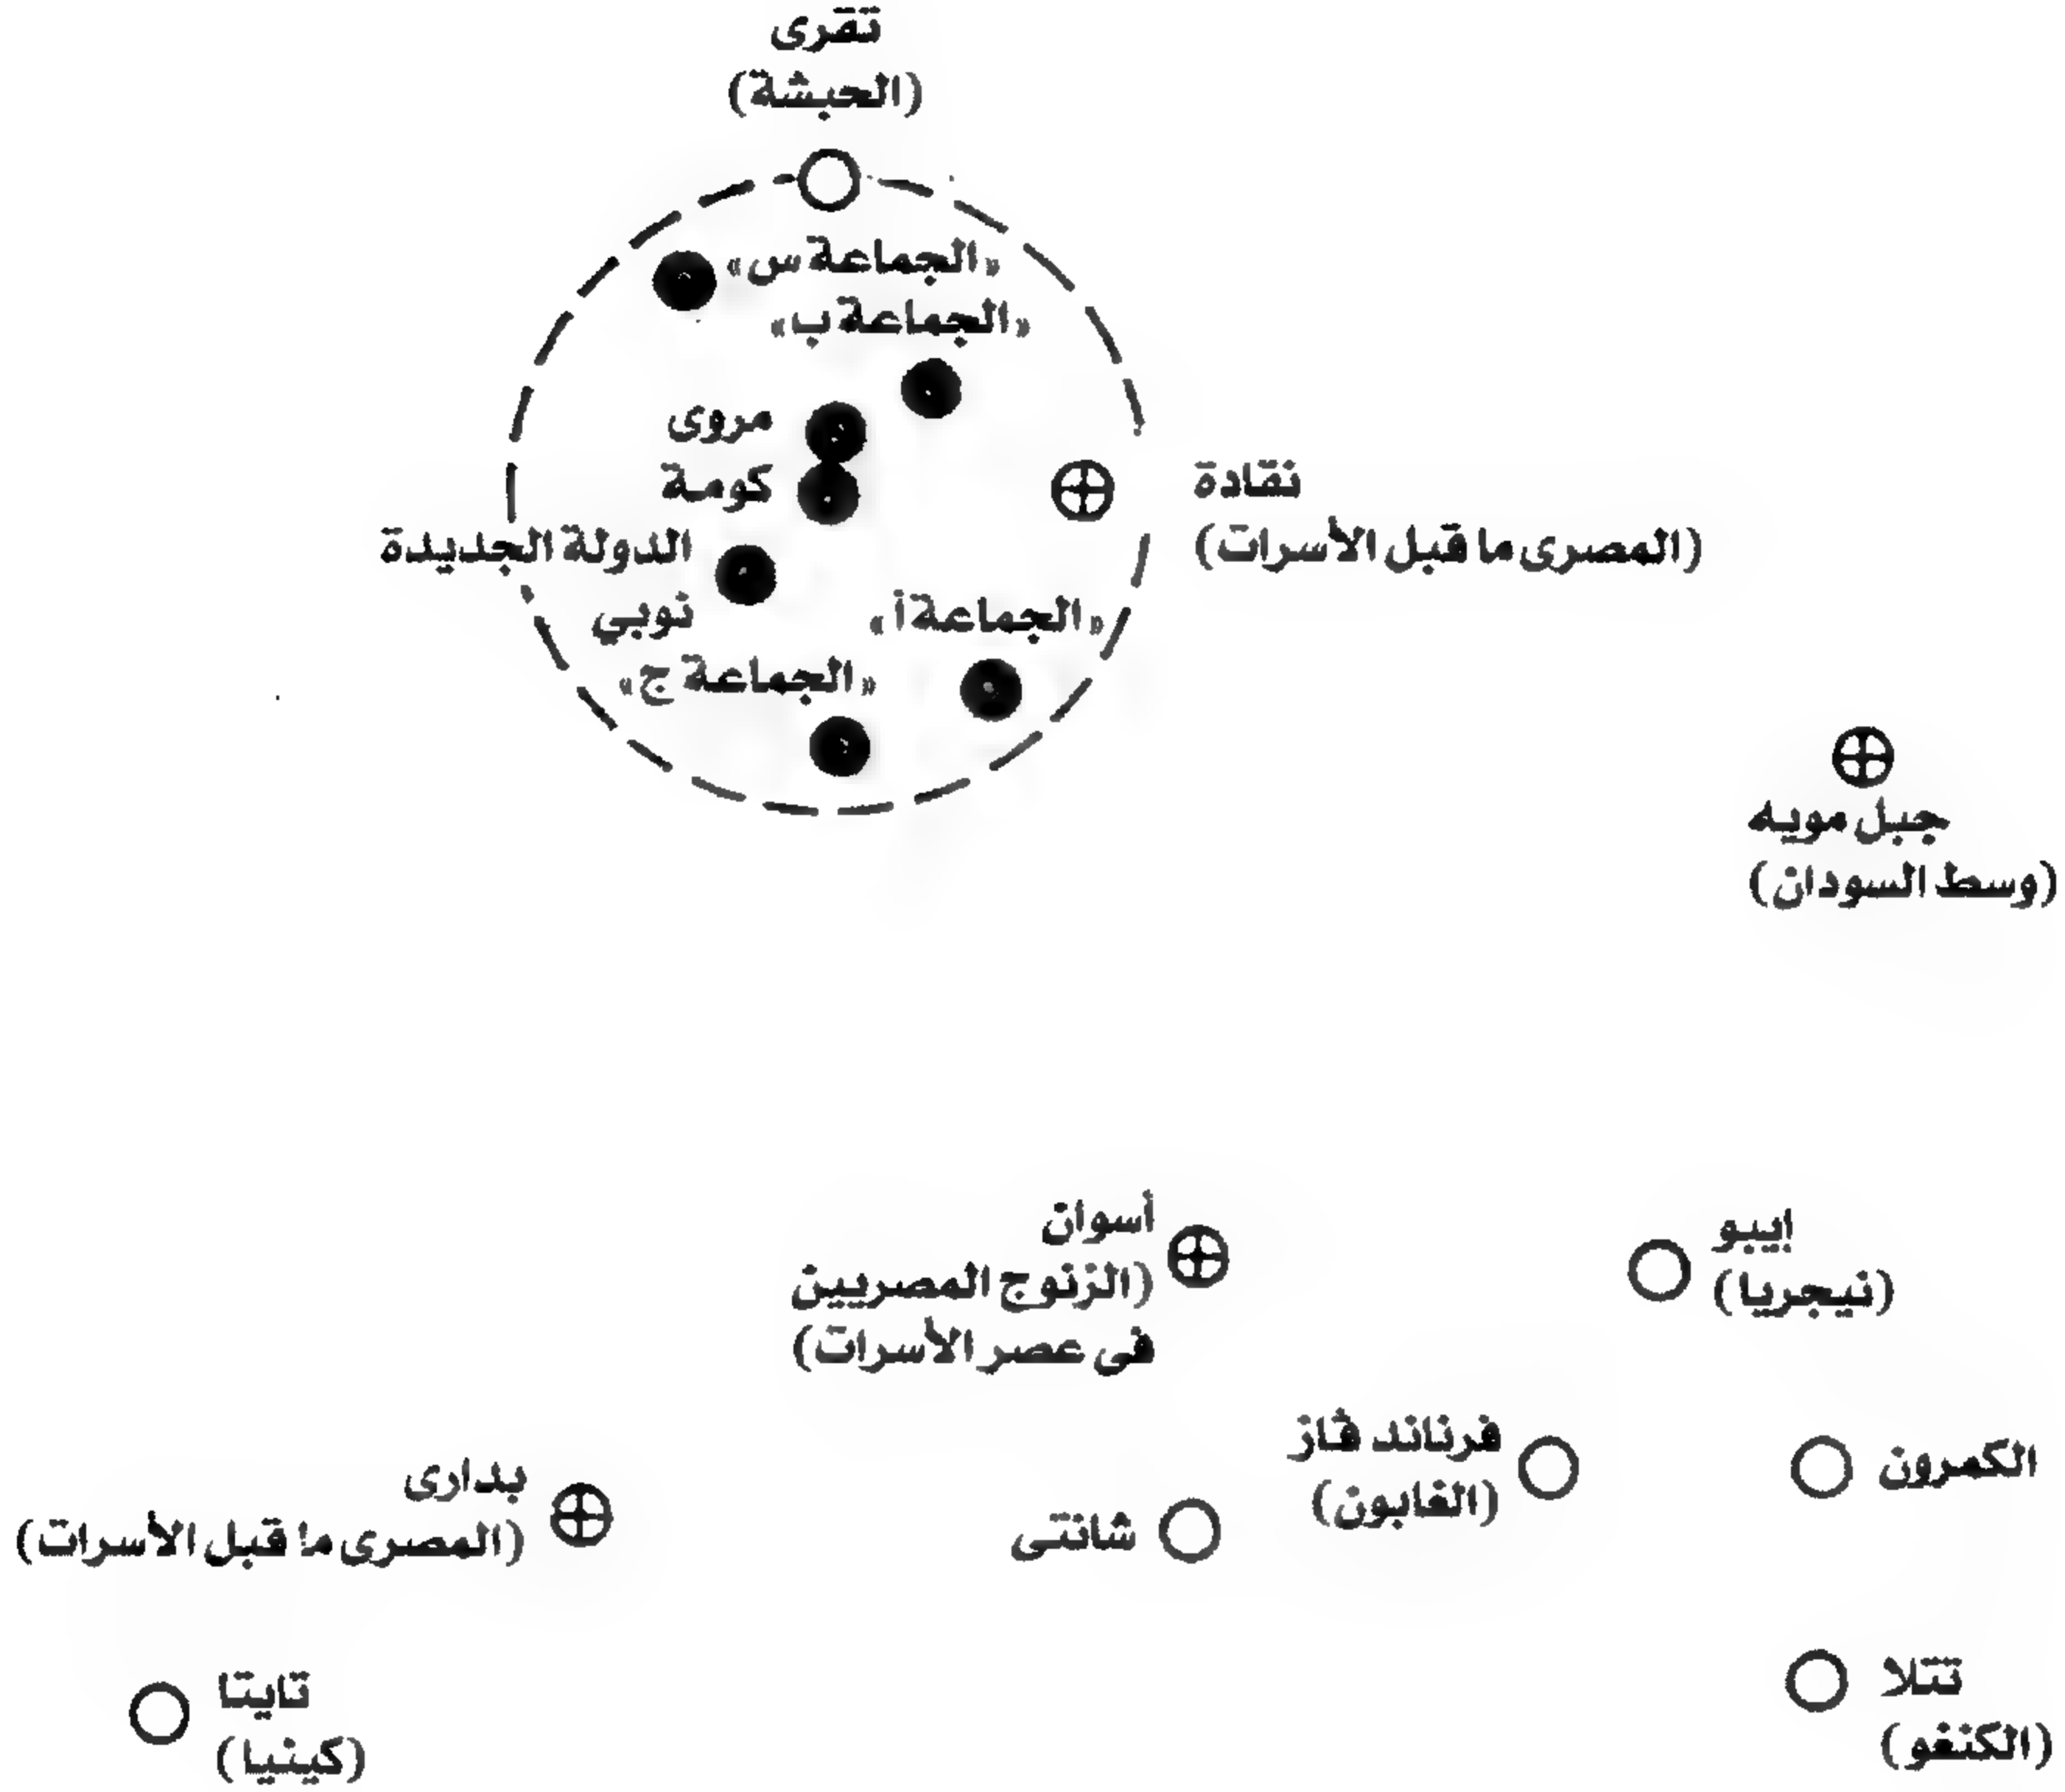 تقرى
(الحبشة)
«الجماعة س»
«الجماعة ب»
مروى
كومة
نقادة
(المصرى ما قبل الأسرات)
الدولة الجديدة
نوبي
«الجماعة أ»
«الجماعة ج»
جبل مويه
(وسط السودان)
أسوان
(الزنوج المصريين
فى عصر الأسرات)
إيبو
(نيجريا)
فرناند ڤاز
(الغابون)
الكمرون
شانتى
بدارى
(المصرى ما قبل الأسرات)
تايتا
(كينيا)
تتلا
(الكنغو)